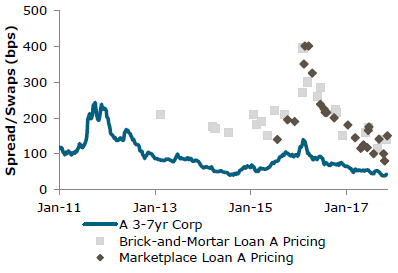 Spread/Swaps (bps)
500
400
300
200
100
0
Jan-11 Jan-13 Jan-15 Jan-17
A 3-7yr Corp
Brick-and-Mortar Loan A Pricing
Marketplace Loan A Pricing